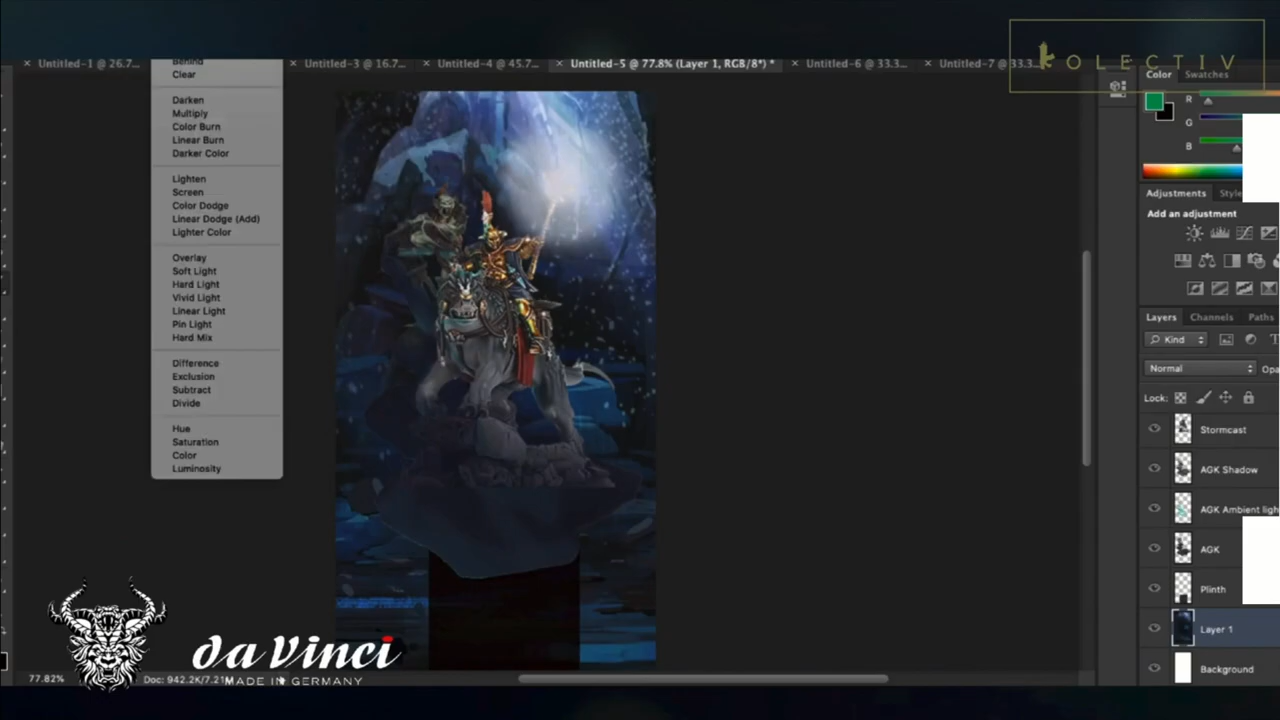 KOLECTIV
× Untitled-1 @ 26.7...
× Untitled-3 @ 16.7...
× Untitled-4 @ 45.7...
× Untitled-5 @ 77.8% (Layer 1, RGB/8*) *
× Untitled-6 @ 33.3...
× Untitled-7 @ 33.3...
Behind
Clear
Darken
Multiply
Color Burn
Linear Burn
Darker Color
Lighten
Screen
Color Dodge
Linear Dodge (Add)
Lighter Color
Overlay
Soft Light
Hard Light
Vivid Light
Linear Light
Pin Light
Hard Mix
Difference
Exclusion
Subtract
Divide
Hue
Saturation
Color
Luminosity
Color Swatches
R
G
B
Adjustments Style
Add an adjustment
Layers Channels Paths
Kind
Normal Opa
Lock:
Stormcast
AGK Shadow
AGK Ambient ligh
AGK
Plinth
Layer 1
Background
da Vinci
MADE IN GERMANY
77.82% Doc: 942.2K/7.21M